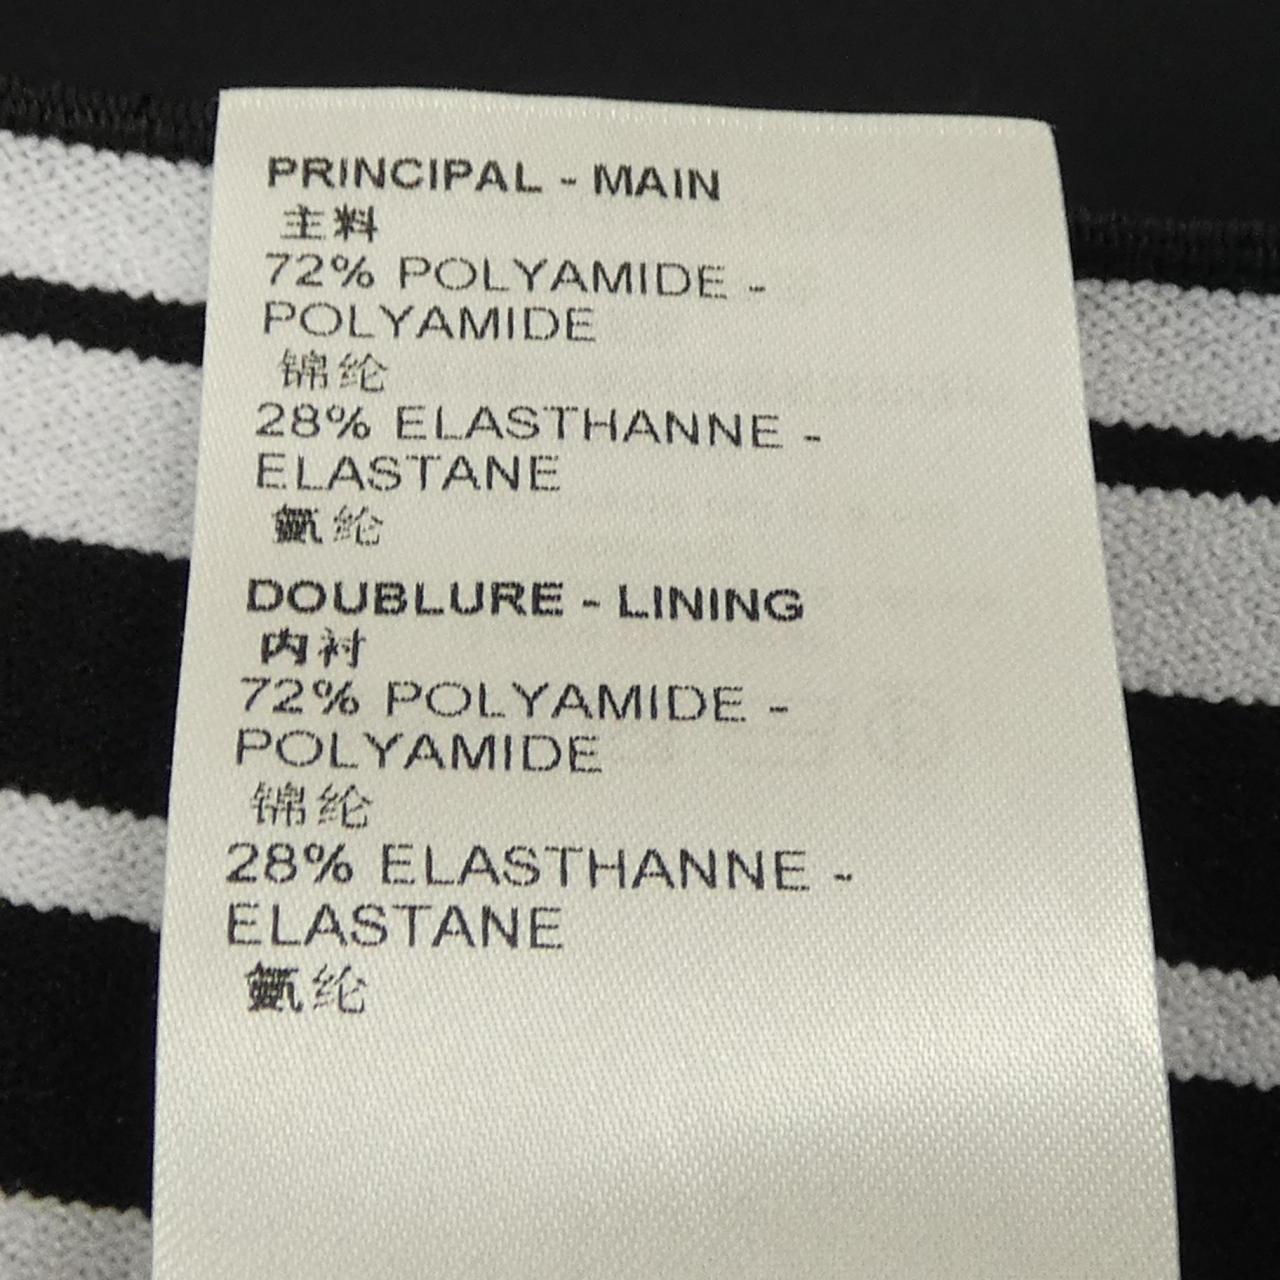 PRINCIPAL - MAIN
主料
72% POLYAMIDE -
POLYAMIDE
锦纶
28% ELASTHANNE -
ELASTANE
氨纶
DOUBLURE - LINING
内衬
72% POLYAMIDE -
POLYAMIDE
锦纶
28% ELASTHANNE -
ELASTANE
氨纶